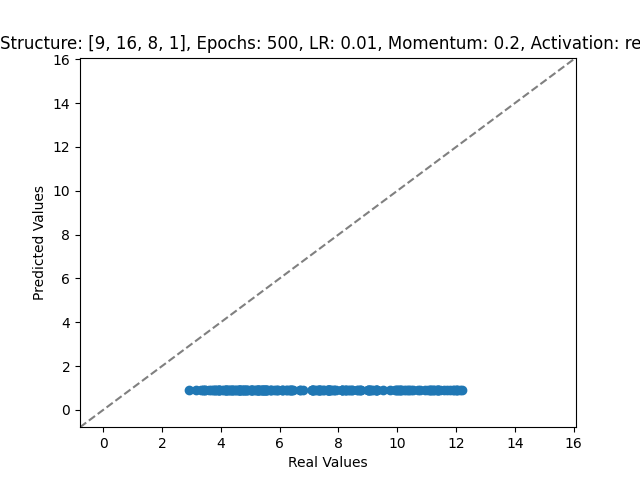 Structure: [9, 16, 8, 1], Epochs: 500, LR: 0.01, Momentum: 0.2, Activation: re
16
14
12
10
8
6
4
2
0
Predicted Values
0 2 4 6 8 10 12 14 16
Real Values